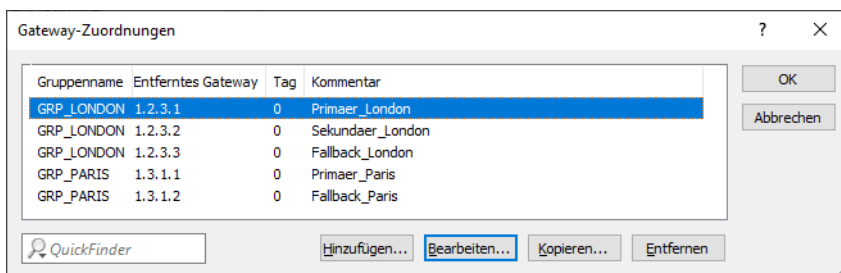 Gateway-Zuordnungen ?
Gruppenname Entferntes Gateway Tag Kommentar
GRP_LONDON 1.2.3.1 0 Primaer_London
GRP_LONDON 1.2.3.2 0 Sekundaer_London
GRP_LONDON 1.2.3.3 0 Fallback_London
GRP_PARIS 1.3.1.1 0 Primaer_Paris
GRP_PARIS 1.3.1.2 0 Fallback_Paris
OK
Abbrechen
QuickFinder Hinzufügen... Bearbeiten... Kopieren... Entfernen